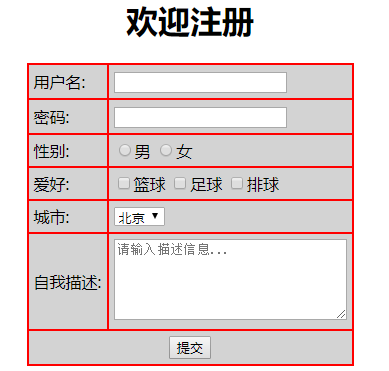 欢迎注册
用户名:
密码:
性别: 男 女
爱好: 篮球 足球 排球
城市: 北京
请输入描述信息...
自我描述:
提交